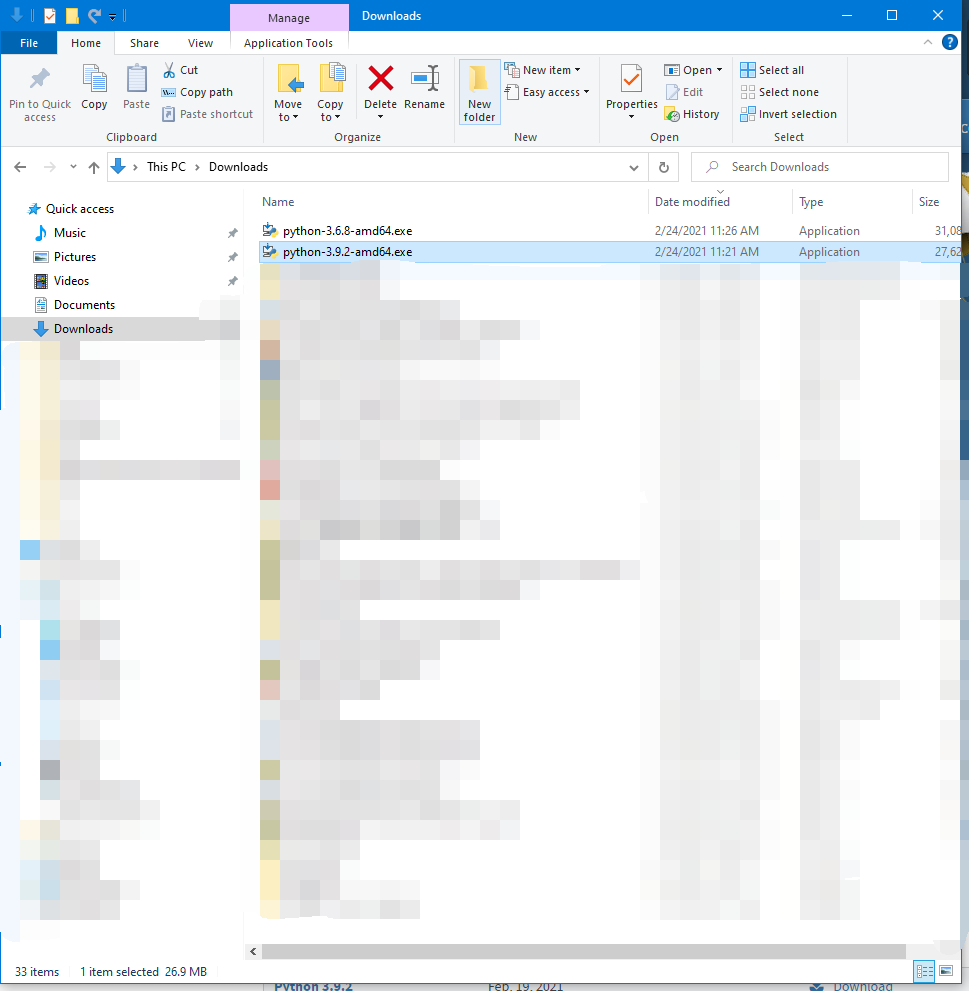 Manage
Downloads
File
Home
Share
View
Application Tools
Pin to Quick access
Copy
Paste
Cut
Copy path
Paste shortcut
Clipboard
Move to
Copy to
Delete
Rename
Organize
New folder
New item
Easy access
New
Properties
Open
Edit
History
Open
Select all
Select none
Invert selection
Select
This PC > Downloads
Search Downloads
Quick access
Music
Pictures
Videos
Documents
Downloads
Name Date modified Type Size
python-3.6.8-amd64.exe 2/24/2021 11:26 AM Application 31,08
python-3.9.2-amd64.exe 2/24/2021 11:21 AM Application 27,62
33 items 1 item selected 26.9 MB
Python 3.9.2 Feb. 19, 2021 Download